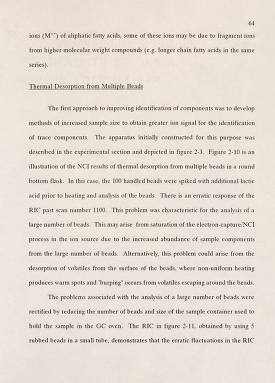 64
ions (M⁺°) of aliphatic fatty acids, some of these ions may be due to fragment ions
from higher molecular weight compounds (e.g. longer chain fatty acids in the same
series).
Thermal Desorption from Multiple Beads
The first approach to improving identification of components was to develop
methods of increased sample size to obtain greater ion signal for the identification
of trace components. The apparatus initially constructed for this purpose was
described in the experimental section and depicted in figure 2-3. Figure 2-10 is an
illustration of the NCI results of thermal desorption from multiple beads in a round
bottom flask. In this case, the 100 handled beads were spiked with additional lactic
acid prior to heating and analysis of the beads. There is an erratic response of the
RIC past scan number 1100. This problem was characteristic for the analysis of a
large number of beads. This may arise from saturation of the electron-capture/NCI
process in the ion source due to the increased abundance of sample components
from the large number of beads. Alternatively, this problem could arise from the
desorption of volatiles from the surface of the beads, where non-uniform heating
produces warm spots and "burping" occurs from volatiles escaping around the beads.
The problems associated with the analysis of a large number of beads were
rectified by reducing the number of beads and size of the sample container used to
hold the sample in the GC oven. The RIC in figure 2-11, obtained by using 5
rubbed beads in a small tube, demonstrates that the erratic fluctuations in the RIC